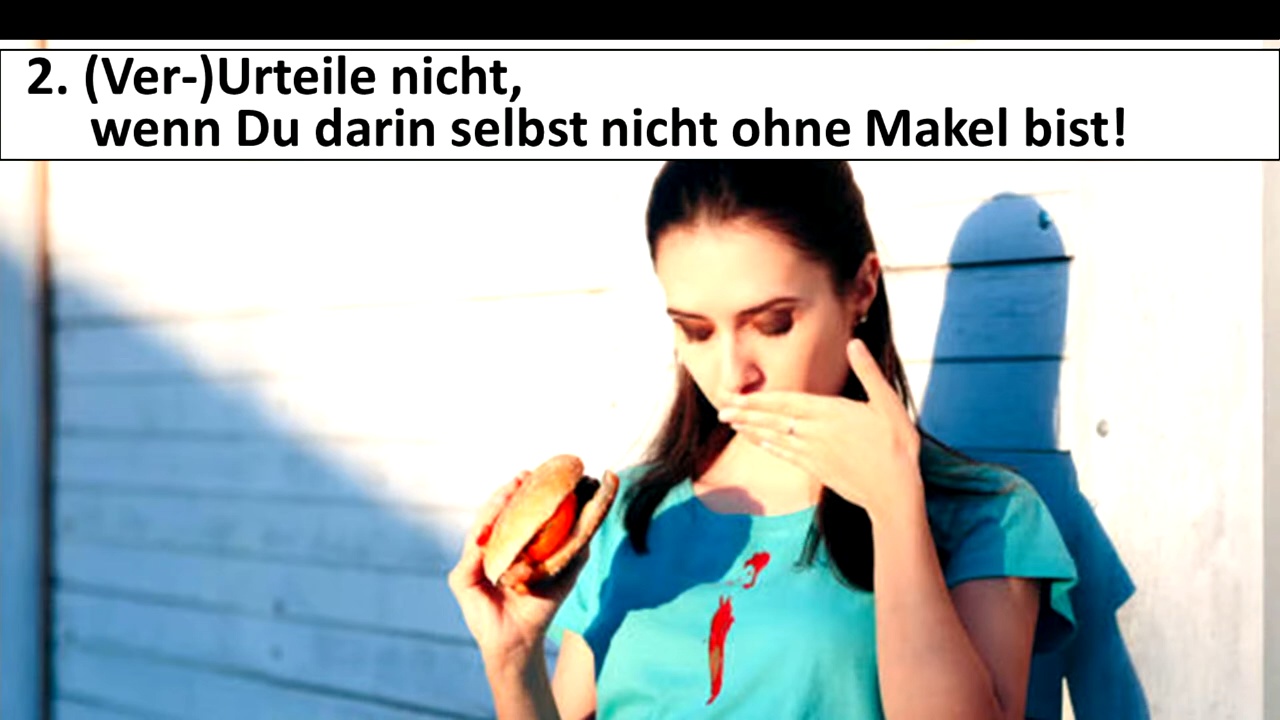 2. (Ver-)Urteile nicht,
wenn Du darin selbst nicht ohne Makel bist!